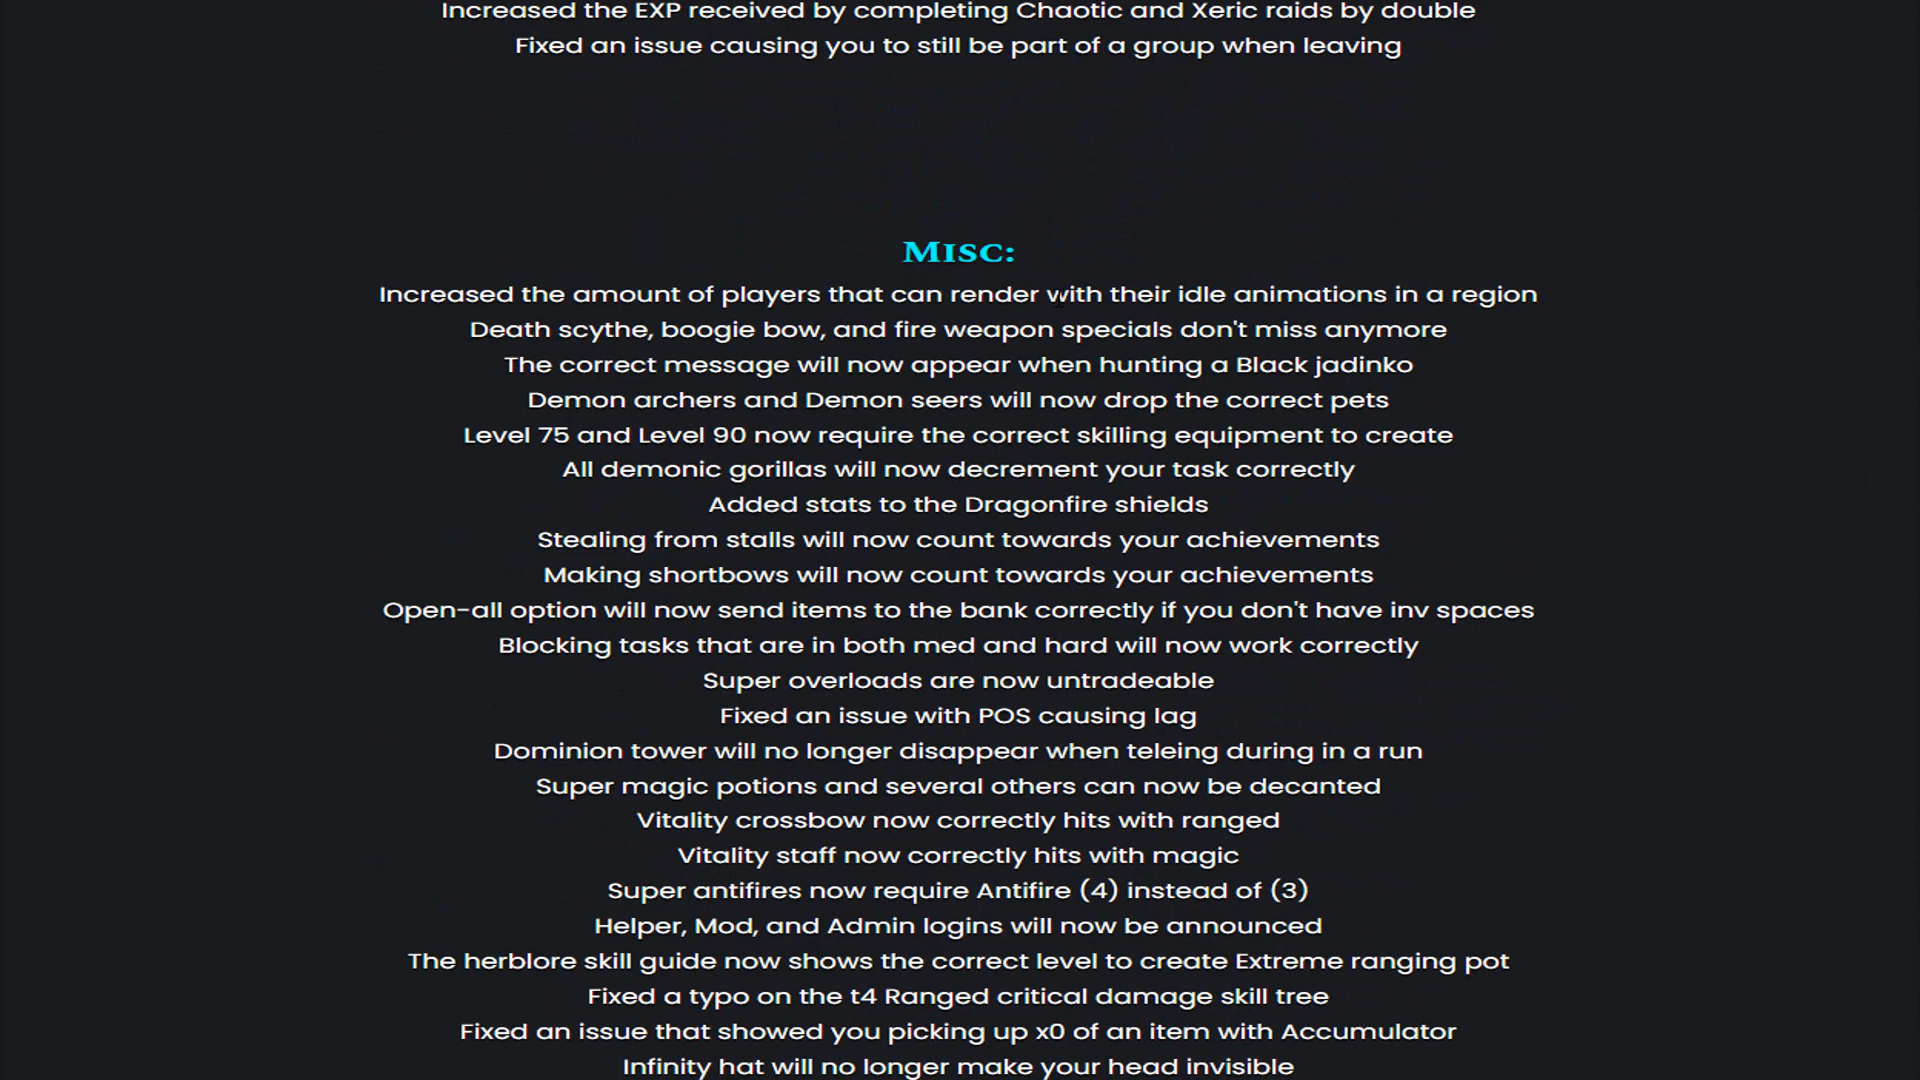 Increased the EXP received by completing Chaotic and Xeric raids by double
Fixed an issue causing you to still be part of a group when leaving
Misc:
Increased the amount of players that can render with their idle animations in a region
Death scythe, boogie bow, and fire weapon specials don't miss anymore
The correct message will now appear when hunting a Black jadinko
Demon archers and Demon seers will now drop the correct pets
Level 75 and Level 90 now require the correct skilling equipment to create
All demonic gorillas will now decrement your task correctly
Added stats to the Dragonfire shields
Stealing from stalls will now count towards your achievements
Making shortbows will now count towards your achievements
Open-all option will now send items to the bank correctly if you don't have inv spaces
Blocking tasks that are in both med and hard will now work correctly
Super overloads are now untradeable
Fixed an issue with POS causing lag
Dominion tower will no longer disappear when teleing during in a run
Super magic potions and several others can now be decanted
Vitality crossbow now correctly hits with ranged
Vitality staff now correctly hits with magic
Super antifires now require Antifire (4) instead of (3)
Helper, Mod, and Admin logins will now be announced
The herblore skill guide now shows the correct level to create Extreme ranging pot
Fixed a typo on the t4 Ranged critical damage skill tree
Fixed an issue that showed you picking up x0 of an item with Accumulator
Infinity hat will no longer make your head invisible